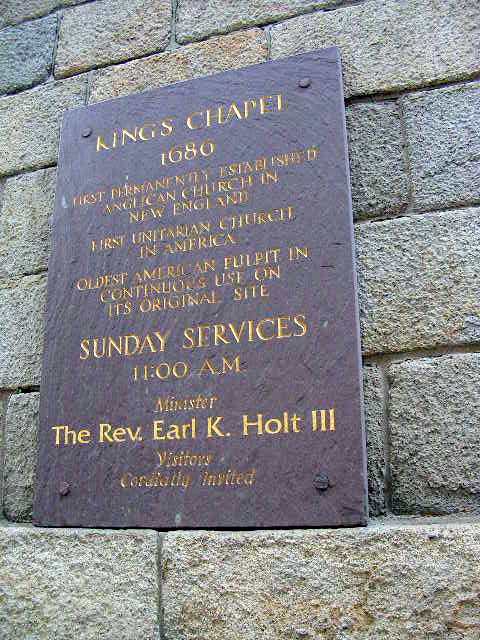 KING'S CHAPEL
1686
FIRST PERMANENTLY ESTABLISHED
ANGLICAN CHURCH IN
NEW ENGLAND
FIRST UNITARIAN CHURCH
IN AMERICA
OLDEST AMERICAN PULPIT IN
CONTINUOUS USE ON
ITS ORIGINAL SITE
SUNDAY SERVICES
11:00 A.M.
Minister
The Rev. Earl K. Holt III
Visitors
Cordially Invited